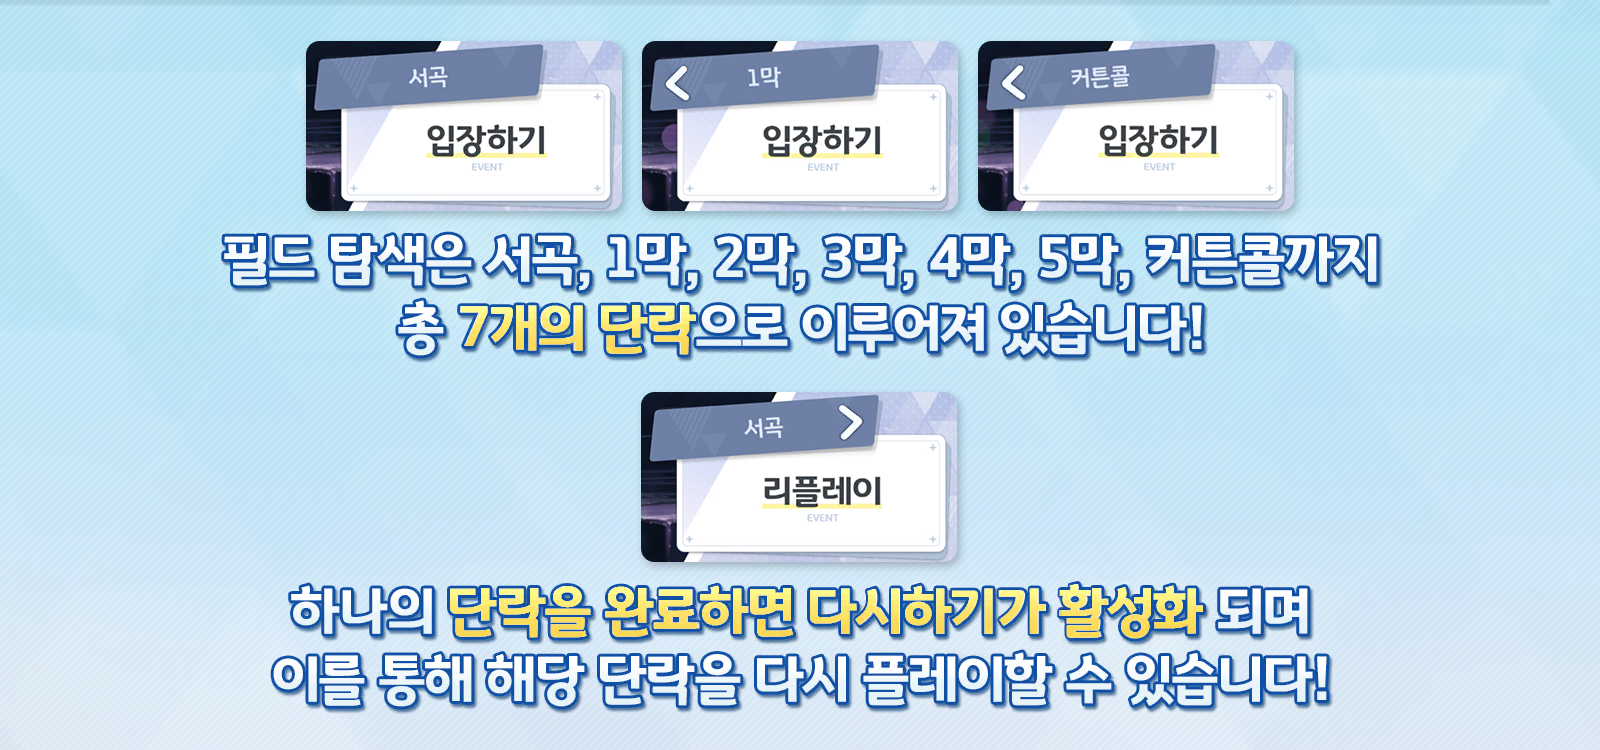 서곡
입장하기
EVENT
1막
입장하기
EVENT
커튼콜
입장하기
EVENT
필드 탐색은 서곡, 1막, 2막, 3막, 4막, 5막, 커튼콜까지
총 7개의 단락으로 이루어져 있습니다!
서곡
리플레이
EVENT
하나의 단락을 완료하면 다시하기가 활성화 되며
이를 통해 해당 단락을 다시 플레이할 수 있습니다!